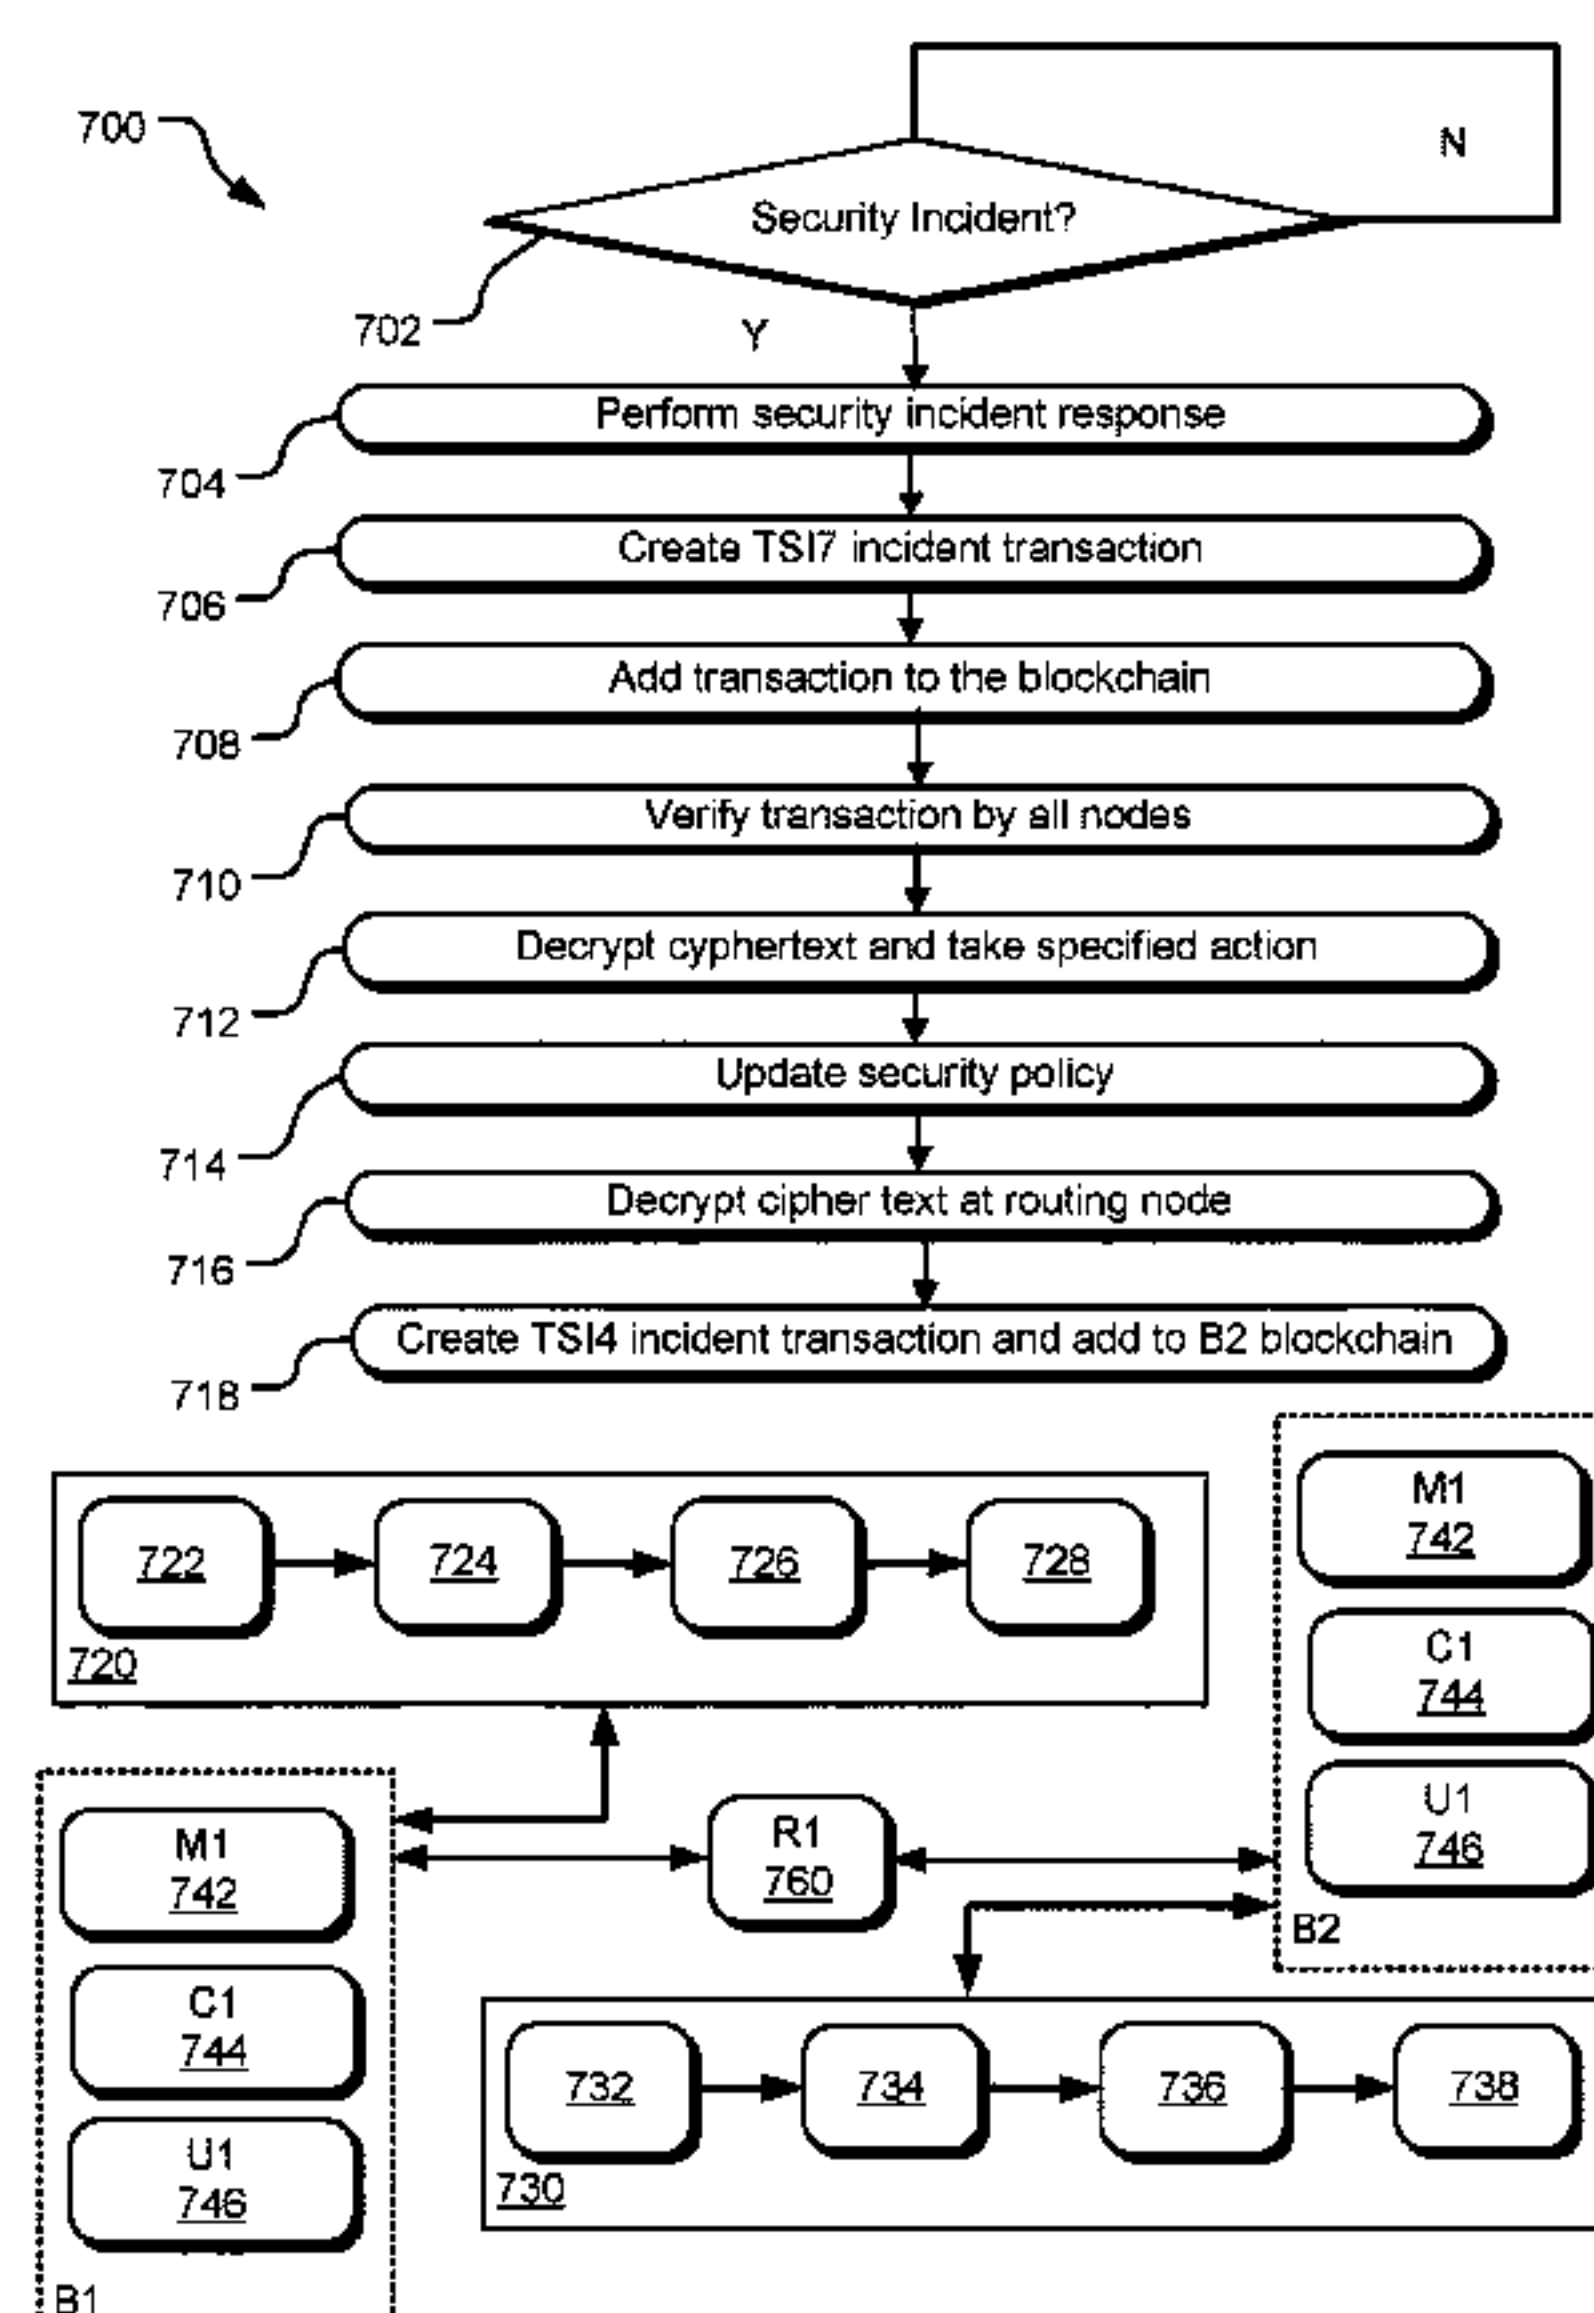 700
N
Security Incident?
702
Y
Perform security incident response
704
Create TSI7 incident transaction
706
Add transaction to the blockchain
708
Verify transaction by all nodes
710
Decrypt cyphertext and take specified action
712
Update security policy
714
Decrypt cipher text at routing node
716
Create TSI4 incident transaction and add to B2 blockchain
718
722
724
726
728
720
M1
742
C1
744
U1
746
B2
R1
760
M1
742
C1
744
U1
746
B1
732
734
736
738
730